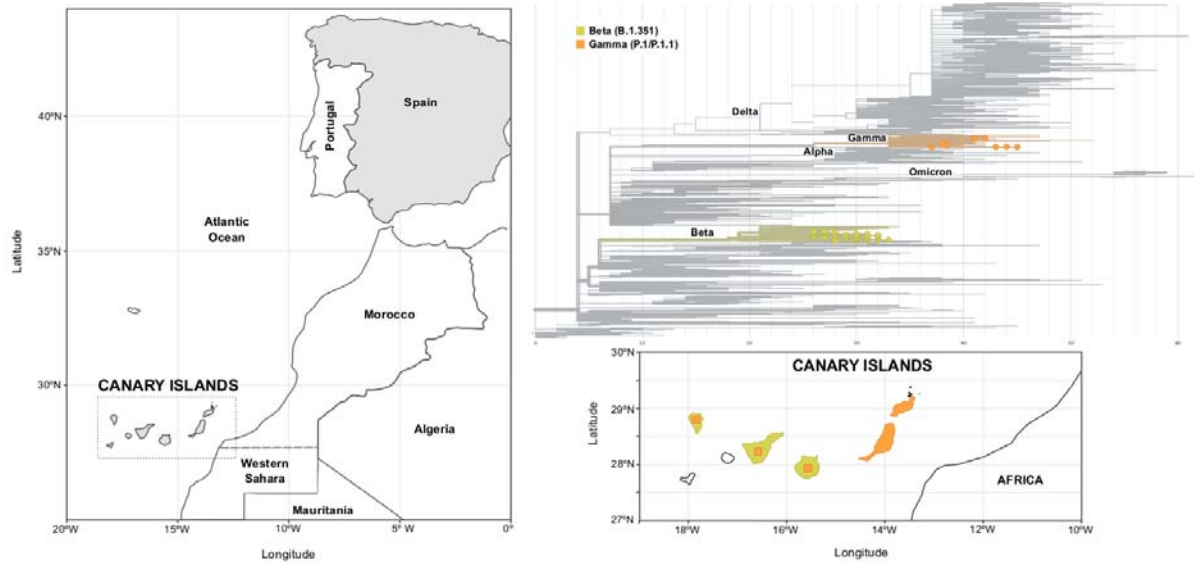 40°N
35°N
30°N
25°N
20°W
15°W
10°W
5°W
0°
Latitude
Longitude
Portugal
Spain
Atlantic
Ocean
Morocco
CANARY ISLANDS
Algeria
Western
Sahara
Mauritania
Beta (B.1.351)
Gamma (P.1/P.1.1)
Delta
Gamma
Alpha
Omicron
Beta
CANARY ISLANDS
30°N
29°N
28°N
27°N
Latitude
AFRICA
18°W
16°W
14°W
12°W
10°W
Longitude